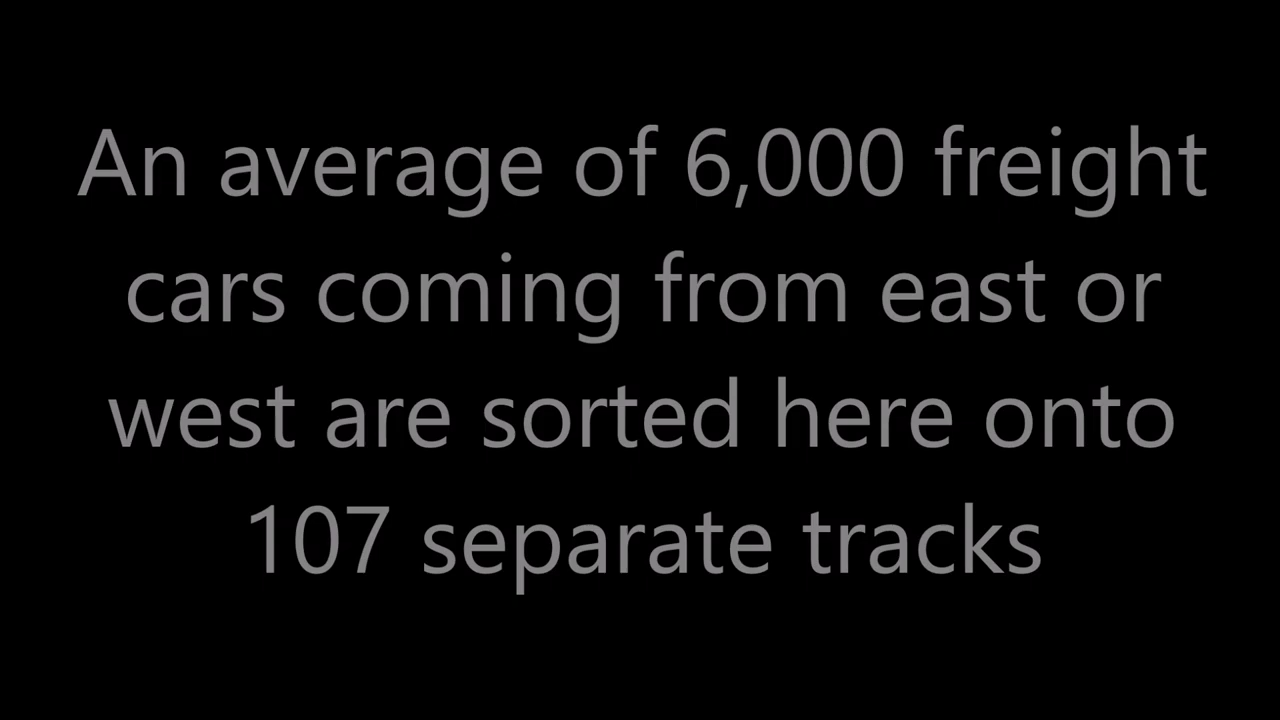 An average of 6,000 freight
cars coming from east or
west are sorted here onto
107 separate tracks